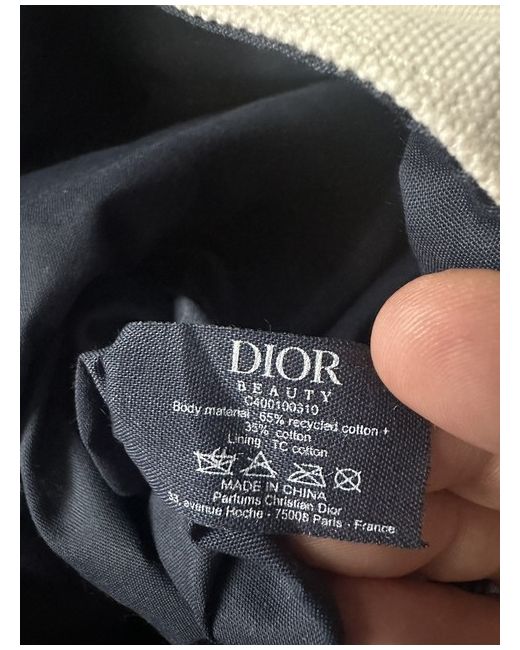 DIOR
BEAUTY
C400100310
Body material : 65% recycled cotton +
35% cotton
Lining : TC cotton
MADE IN CHINA
Parfums Christian Dior
33, avenue Hoche - 75008 Paris - France